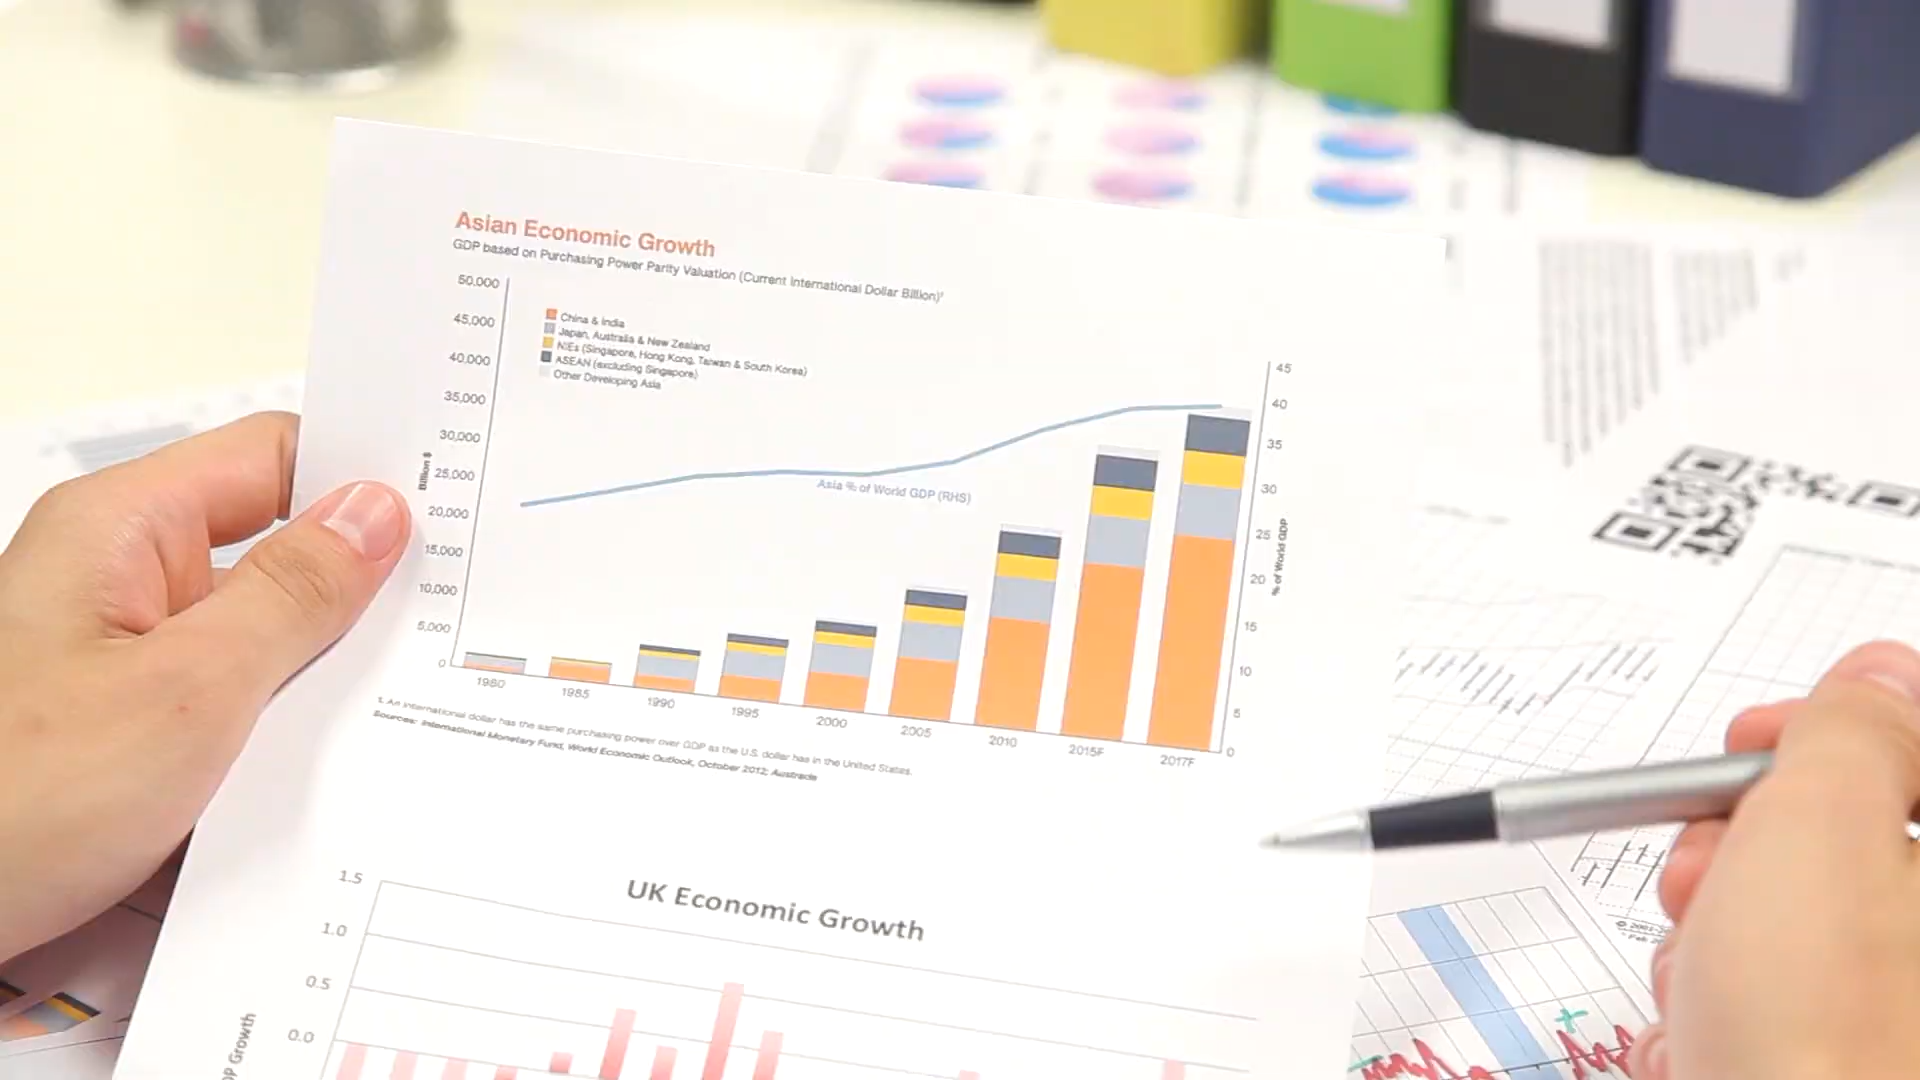 Asian Economic Growth
GDP based on Purchasing Power Parity Valuation (Current International Dollar Billion)¹
50.000
45,000
40,000
35,000
30,000
25,000
20,000
15,000
10,000
5,000
0
Billion $
China & India
Japan, Australia & New Zealand
NIEs (Singapore, Hong Kong, Taiwan & South Korea)
ASEAN (excluding Singapore)
Other Developing Asia
Asia % of World GDP (RHS)
45
40
35
30
25
20
15
10
5
0
% of World GDP
1980
1985
1990
1995
2000
2005
2010
2015F
2017F
1. An international dollar has the same purchasing power over GDP as the U.S. dollar has in the United States.
Sources: International Monetary Fund, World Economic Outlook, October 2012; Austrade
UK Economic Growth
1.5
1.0
0.5
0.0
Growth